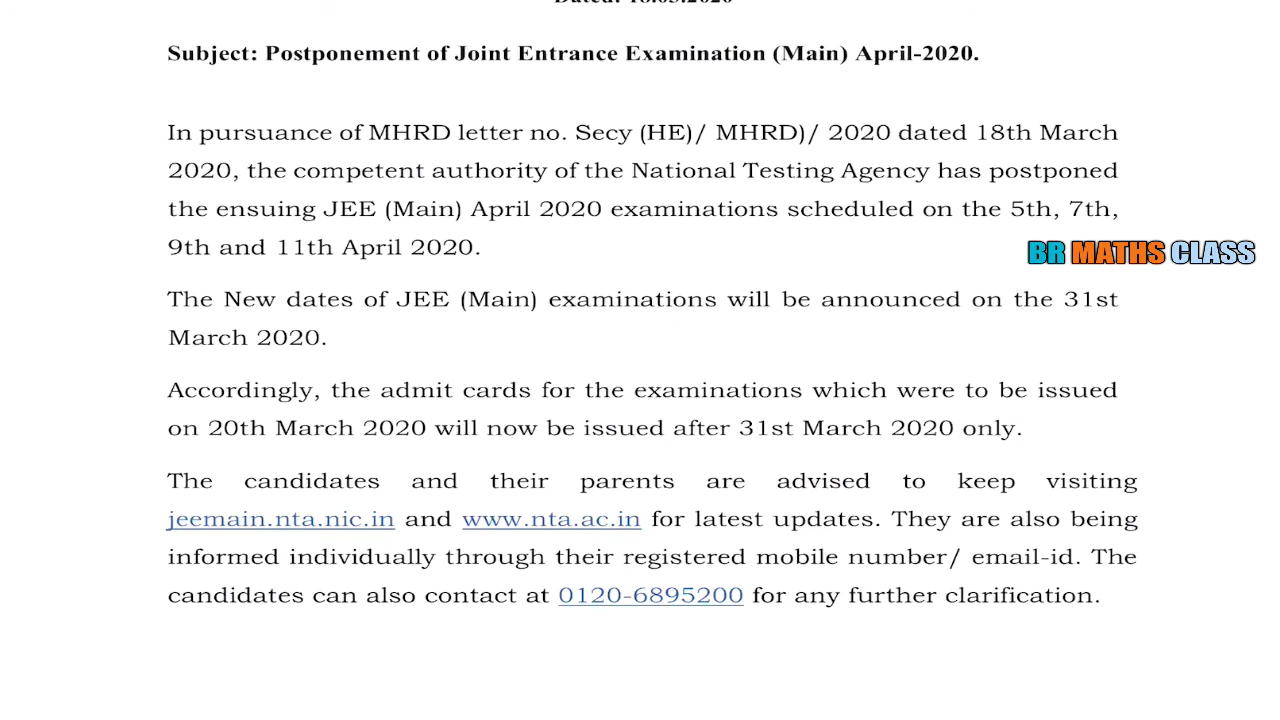 Dated: 18.03.2020
Subject: Postponement of Joint Entrance Examination (Main) April-2020.
In pursuance of MHRD letter no. Secy (HE)/ MHRD)/ 2020 dated 18th March
2020, the competent authority of the National Testing Agency has postponed
the ensuing JEE (Main) April 2020 examinations scheduled on the 5th, 7th,
9th and 11th April 2020.
BR MATHS CLASS
The New dates of JEE (Main) examinations will be announced on the 31st
March 2020.
Accordingly, the admit cards for the examinations which were to be issued
on 20th March 2020 will now be issued after 31st March 2020 only.
The candidates and their parents are advised to keep visiting
jeemain.nta.nic.in and www.nta.ac.in for latest updates. They are also being
informed individually through their registered mobile number/ email-id. The
candidates can also contact at 0120-6895200 for any further clarification.